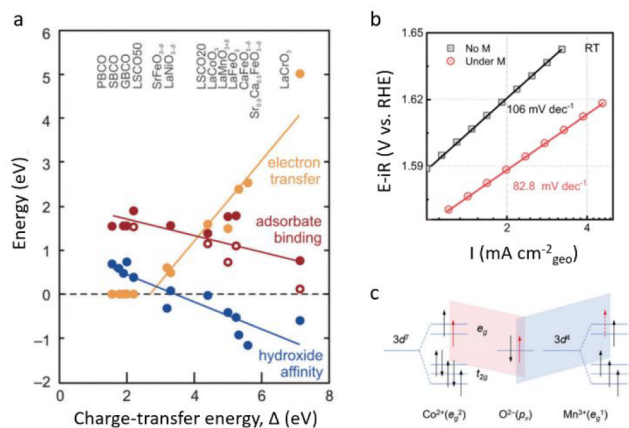 a
PBCO
SBCO
GBCO
LSCO50
SrFeO₃₋δ
LaNiO₃₋δ
LSCO20
LaCoO₃
LaMnO₃₋δ
LaFeO₃
CaFeO₃₋δ
Sr₀.₅Ca₀.₅FeO₃₋δ
LaCrO₃
6
5
4
3
2
1
0
−1
−2
Energy (eV)
electron
transfer
adsorbate
binding
hydroxide
affinity
0 2 4 6 8
Charge-transfer energy, Δ (eV)
b
1.65
1.62
1.59
E-iR (V vs. RHE)
No M
Under M
RT
106 mV dec⁻¹
82.8 mV dec⁻¹
0 2 4
I (mA cm⁻²geo)
c
3d⁷
eg
3d⁴
t2g
Co²⁺(eg²)
O²⁻(pσ)
Mn³⁺(eg¹)